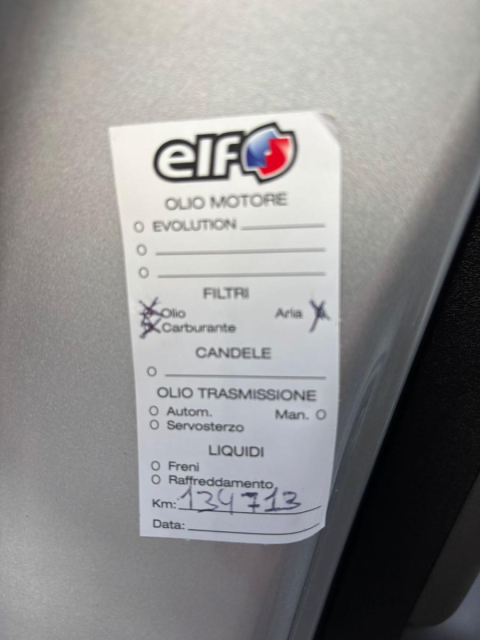 elf
OLIO MOTORE
EVOLUTION
FILTRI
Olio Aria
Carburante
CANDELE
OLIO TRASMISSIONE
Autom. Man.
Servosterzo
LIQUIDI
Freni
Raffreddamento
Km: 134713
Data: